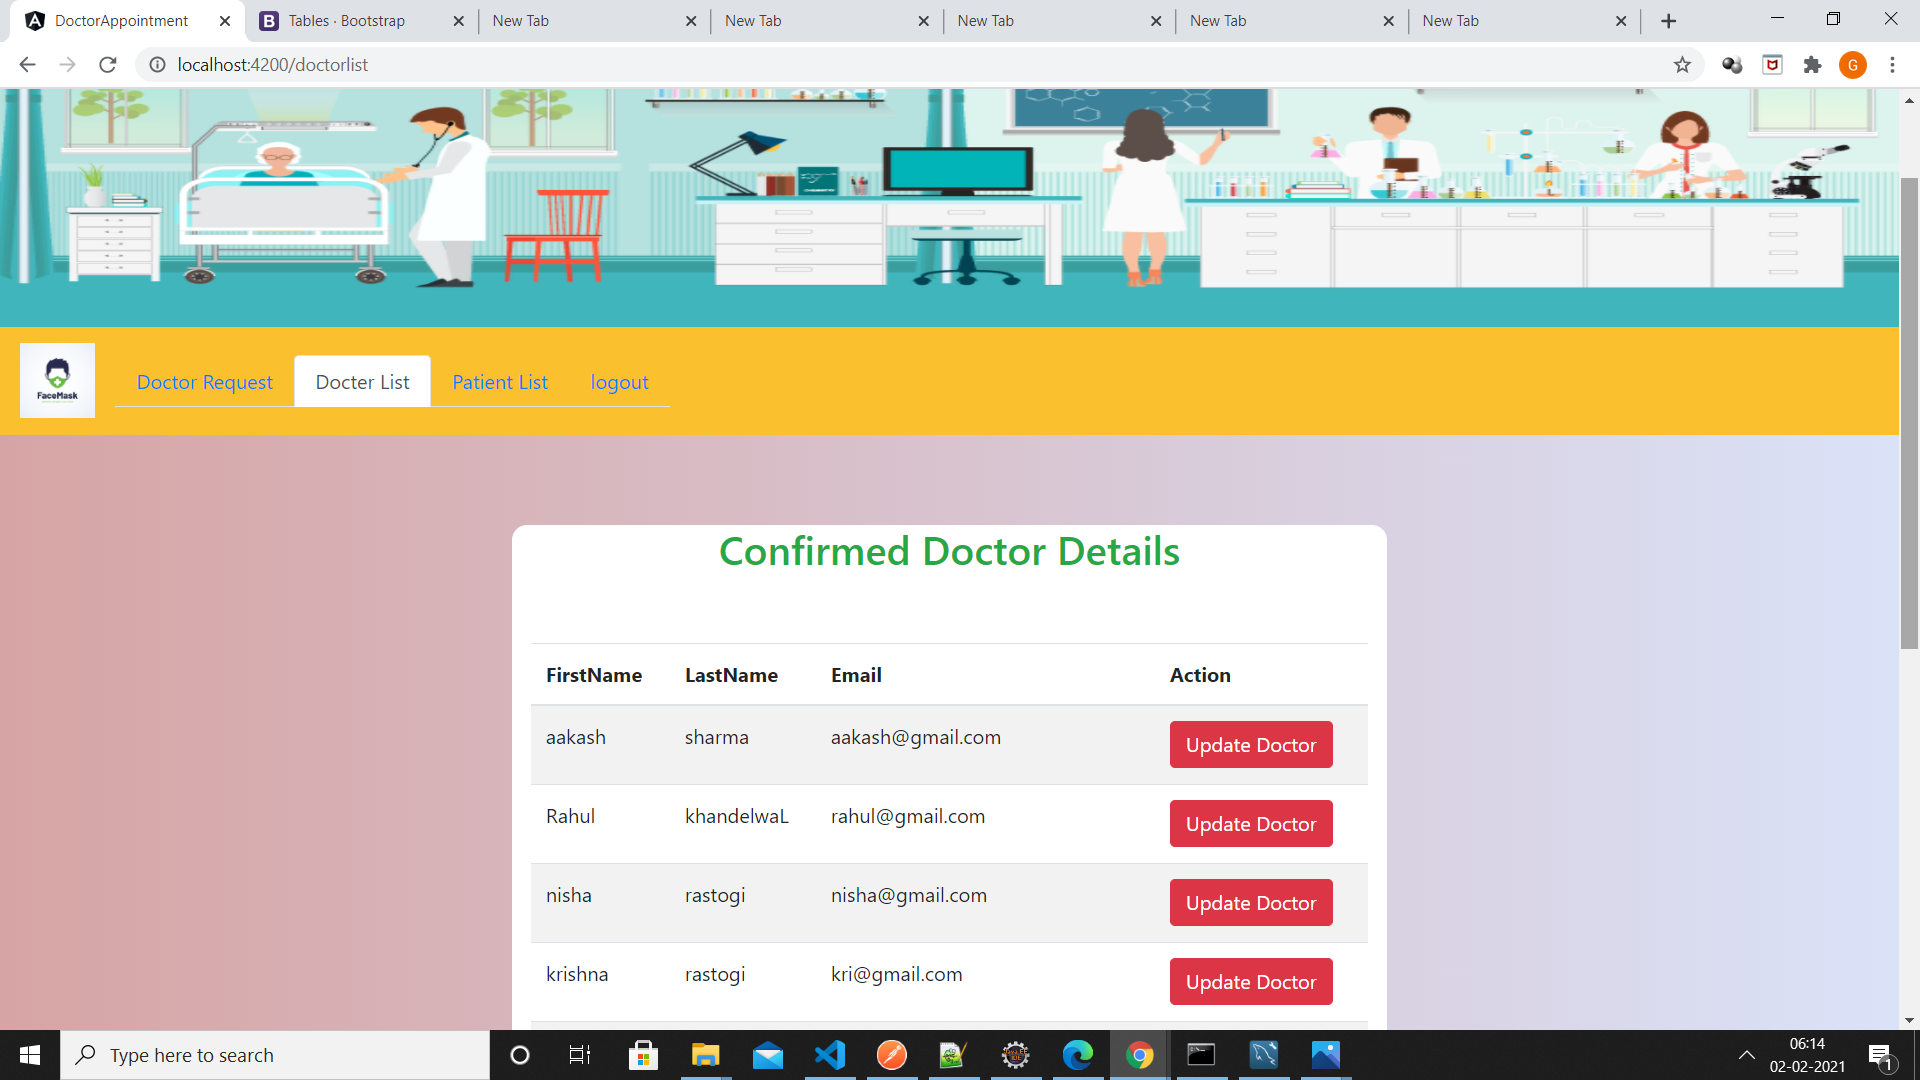 DoctorAppointment
Tables · Bootstrap
New Tab
New Tab
New Tab
New Tab
New Tab
localhost:4200/doctorlist
G
FaceMask
Doctor Request
Docter List
Patient List
logout
Confirmed Doctor Details
FirstName LastName Email Action
aakash sharma aakash@gmail.com Update Doctor
Rahul khandelwaL rahul@gmail.com Update Doctor
nisha rastogi nisha@gmail.com Update Doctor
krishna rastogi kri@gmail.com Update Doctor
Type here to search
06:14
02-02-2021
1